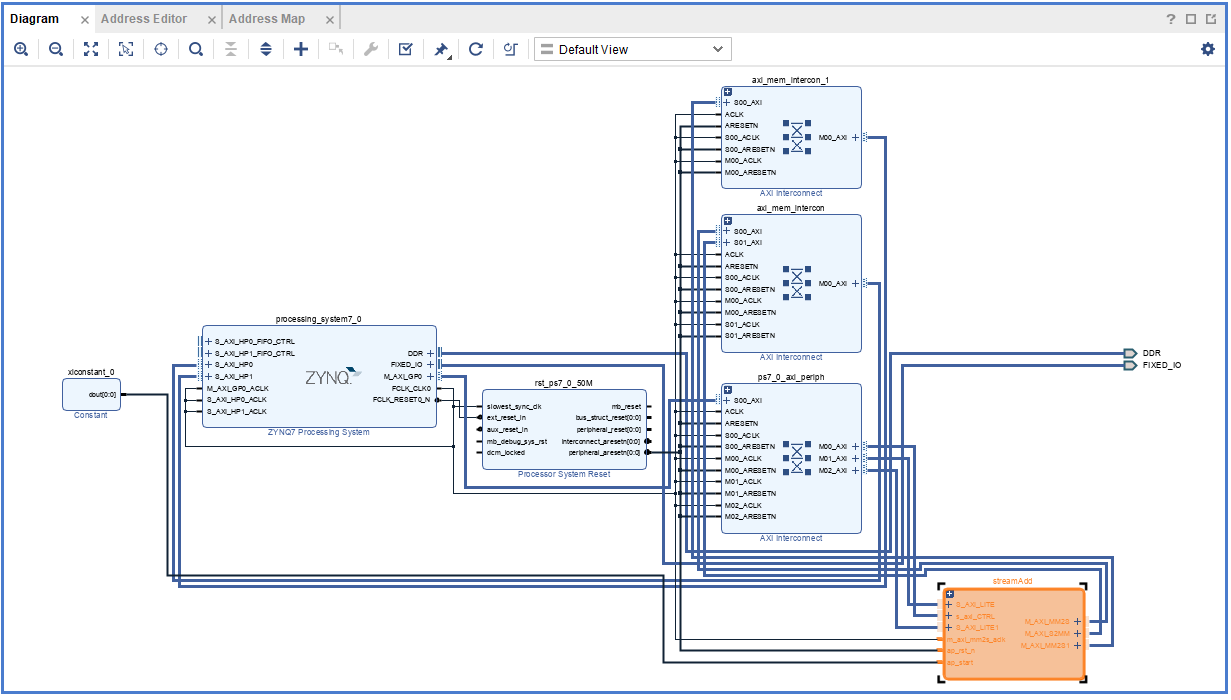 Diagram × Address Editor × Address Map ×
Default View
axi_mem_intercon_1
S00_AXI
ACLK
ARESETN
S00_ACLK
S00_ARESETN
M00_ACLK
M00_ARESETN
M00_AXI
AXI Interconnect
axi_mem_intercon
S00_AXI
S01_AXI
ACLK
ARESETN
S00_ACLK
S00_ARESETN
M00_ACLK
M00_ARESETN
S01_ACLK
S01_ARESETN
M00_AXI
AXI Interconnect
processing_system7_0
S_AXI_HP0_FIFO_CTRL
S_AXI_HP1_FIFO_CTRL
S_AXI_HP0
S_AXI_HP1
M_AXI_GP0_ACLK
S_AXI_HP0_ACLK
S_AXI_HP1_ACLK
ZYNQ
DDR
FIXED_IO
M_AXI_GP0
FCLK_CLK0
FCLK_RESET0_N
ZYNQ7 Processing System
DDR
FIXED_IO
xlconstant_0
dout[0:0]
Constant
rst_ps7_0_50M
slowest_sync_clk
ext_reset_in
aux_reset_in
mb_debug_sys_rst
dcm_locked
mb_reset
bus_struct_reset[0:0]
peripheral_reset[0:0]
interconnect_aresetn[0:0]
peripheral_aresetn[0:0]
Processor System Reset
ps7_0_axi_periph
S00_AXI
ACLK
ARESETN
S00_ACLK
S00_ARESETN
M00_ACLK
M00_ARESETN
M01_ACLK
M01_ARESETN
M02_ACLK
M02_ARESETN
M00_AXI
M01_AXI
M02_AXI
AXI Interconnect
streamAdd
S_AXI_LITE
s_axi_CTRL
S_AXI_LITE1
m_axi_mm2s_aclk
ap_rst_n
ap_start
M_AXI_MM2S
M_AXI_S2MM
M_AXI_MM2S1